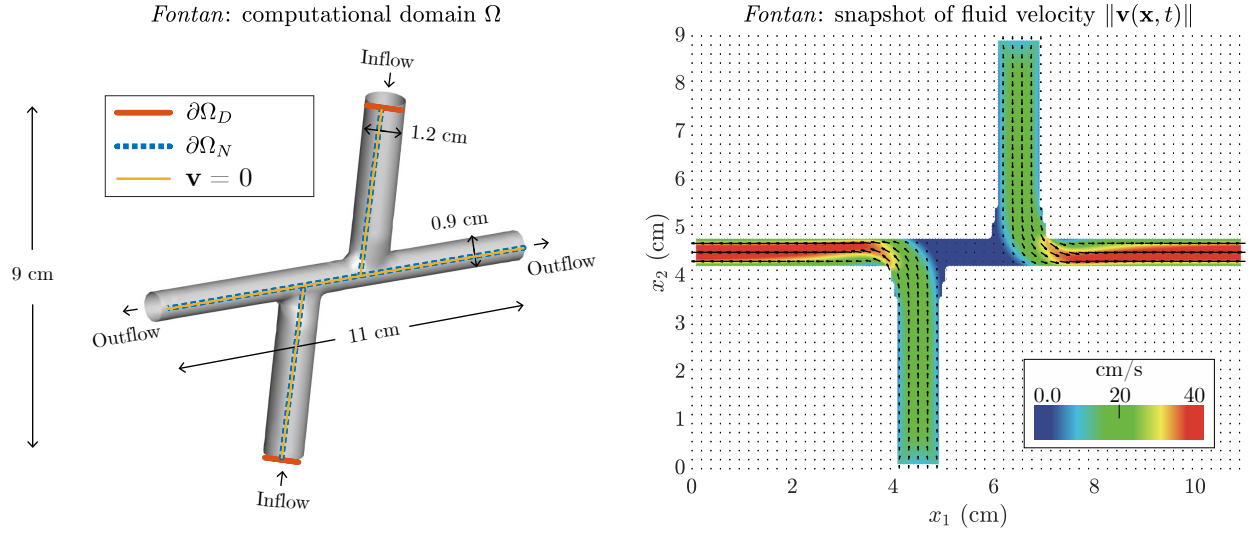 Fontan: computational domain Ω
Inflow
∂Ω_D
∂Ω_N
v = 0
1.2 cm
0.9 cm
Outflow
9 cm
Outflow
11 cm
Inflow
Fontan: snapshot of fluid velocity ‖v(x, t)‖
9
8
7
6
5
4
3
2
1
0
x₂ (cm)
cm/s
0.0 20 40
0 2 4 6 8 10
x₁ (cm)